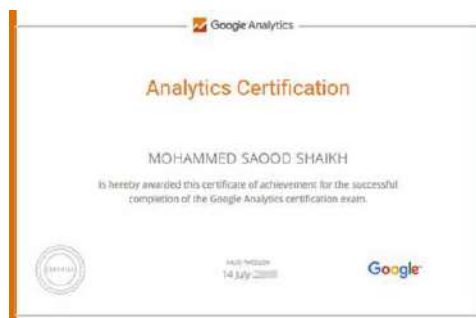 Google Analytics
Analytics Certification
MOHAMMED SAOOD SHAIKH
is hereby awarded this certificate of achievement for the successful
completion of the Google Analytics certification exam.
14 July
Google